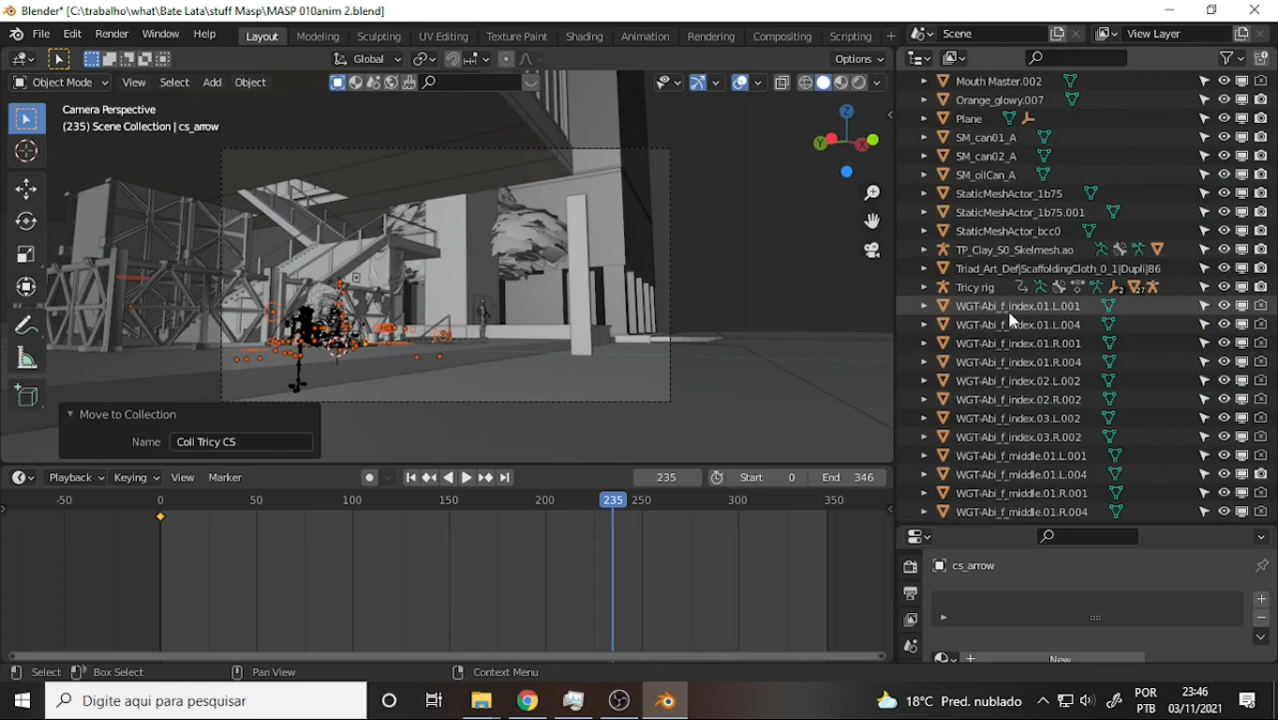 Blender* [C:\trabalho\what\Bate Lata\stuff Masp\MASP 010anim 2.blend]
File Edit Render Window Help Layout Modeling Sculpting UV Editing Texture Paint Shading Animation Rendering Compositing Scripting + Scene View Layer
Global Options
Object Mode View Select Add Object
Camera Perspective
(235) Scene Collection | cs_arrow
Z
Y X
Mouth Master.002
Orange_glowy.007
Plane
SM_can01_A
SM_can02_A
SM_oilCan_A
StaticMeshActor_1b75
StaticMeshActor_1b75.001
StaticMeshActor_bcc0
TP_Clay_S0_Skelmesh.ao
Triad_Art_Def|ScaffoldingCloth_0_1|Dupli|86
Tricy rig 2 27
WGT-Abi_f_index.01.L.001
WGT-Abi_f_index.01.L.004
WGT-Abi_f_index.01.R.001
WGT-Abi_f_index.01.R.004
WGT-Abi_f_index.02.L.002
WGT-Abi_f_index.02.R.002
WGT-Abi_f_index.03.L.002
WGT-Abi_f_index.03.R.002
WGT-Abi_f_middle.01.L.001
WGT-Abi_f_middle.01.L.004
WGT-Abi_f_middle.01.R.001
WGT-Abi_f_middle.01.R.004
Move to Collection
Name Coll Tricy CS
Playback Keying View Marker 235 Start 0 End 346
-50 0 50 100 150 200 235 250 300 350
cs_arrow
New
Select Box Select Pan View Context Menu
Digite aqui para pesquisar
18°C Pred. nublado
POR
PTB
23:46
03/11/2021